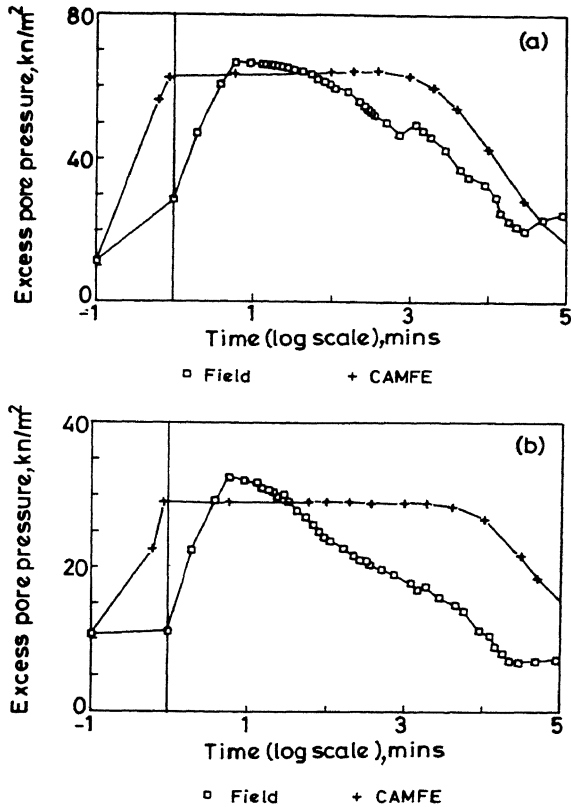 Excess pore pressure,kn/m²
80
40
0
(a)
-1
1
3
5
Time (log scale),mins
Field
CAMFE
Excess pore pressure,kn/m²
40
20
0
(b)
-1
1
3
5
Time (log scale),mins
Field
CAMFE